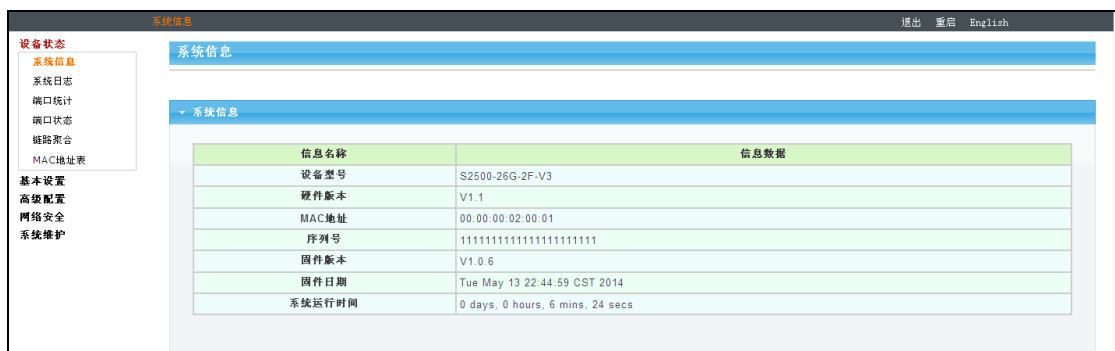 系统信息 退出 重启 English
设备状态
系统信息
系统日志
端口统计
端口状态
链路聚合
MAC地址表
基本设置
高级配置
网络安全
系统维护
系统信息
系统信息
信息名称 信息数据
设备型号 S2500-26G-2F-V3
硬件版本 V1.1
MAC地址 00:00:00:02:00:01
序列号 11111111111111111111
固件版本 V1.0.6
固件日期 Tue May 13 22:44:59 CST 2014
系统运行时间 0 days, 0 hours, 6 mins, 24 secs